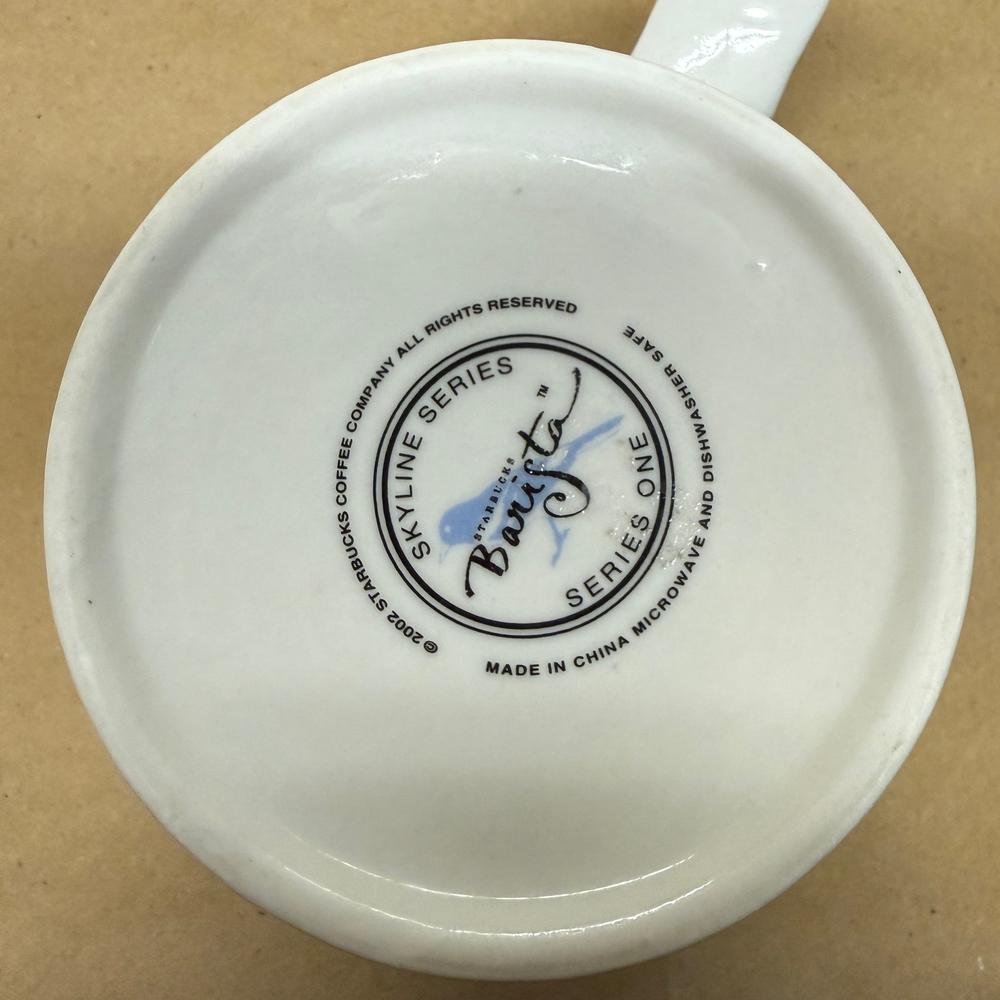 ©2002 STARBUCKS COFFEE COMPANY ALL RIGHTS RESERVED
SKYLINE SERIES
STARBUCKS
Barista™
SERIES ONE
MADE IN CHINA MICROWAVE AND DISHWASHER SAFE